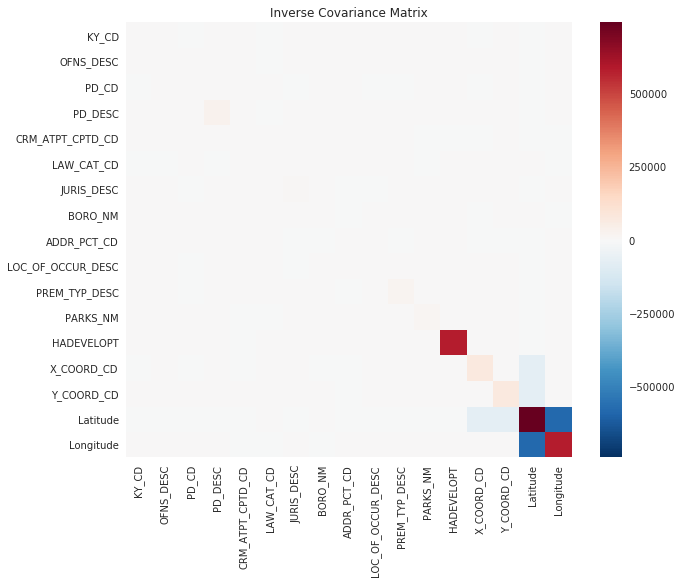 Inverse Covariance Matrix
KY_CD
OFNS_DESC
PD_CD
PD_DESC
CRM_ATPT_CPTD_CD
LAW_CAT_CD
JURIS_DESC
BORO_NM
ADDR_PCT_CD
LOC_OF_OCCUR_DESC
PREM_TYP_DESC
PARKS_NM
HADEVELOPT
X_COORD_CD
Y_COORD_CD
Latitude
Longitude
KY_CD
OFNS_DESC
PD_CD
PD_DESC
CRM_ATPT_CPTD_CD
LAW_CAT_CD
JURIS_DESC
BORO_NM
ADDR_PCT_CD
LOC_OF_OCCUR_DESC
PREM_TYP_DESC
PARKS_NM
HADEVELOPT
X_COORD_CD
Y_COORD_CD
Latitude
Longitude
500000
250000
0
−250000
−500000